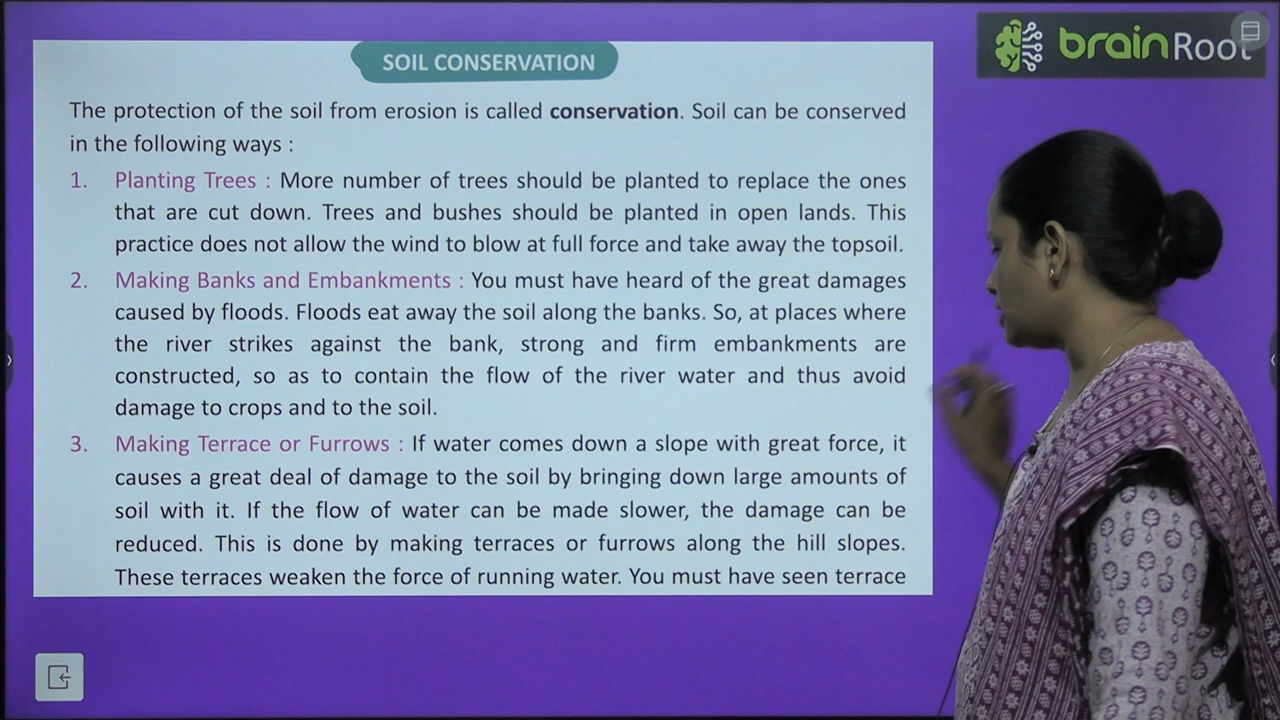 brainRoot
SOIL CONSERVATION
The protection of the soil from erosion is called conservation. Soil can be conserved
in the following ways :
1. Planting Trees : More number of trees should be planted to replace the ones
that are cut down. Trees and bushes should be planted in open lands. This
practice does not allow the wind to blow at full force and take away the topsoil.
2. Making Banks and Embankments : You must have heard of the great damages
caused by floods. Floods eat away the soil along the banks. So, at places where
the river strikes against the bank, strong and firm embankments are
constructed, so as to contain the flow of the river water and thus avoid
damage to crops and to the soil.
3. Making Terrace or Furrows : If water comes down a slope with great force, it
causes a great deal of damage to the soil by bringing down large amounts of
soil with it. If the flow of water can be made slower, the damage can be
reduced. This is done by making terraces or furrows along the hill slopes.
These terraces weaken the force of running water. You must have seen terrace